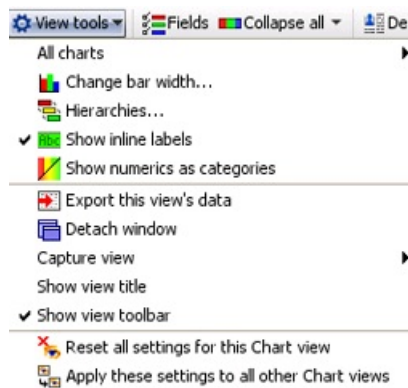 View tools Fields Collapse all De
All charts
Change bar width...
Hierarchies...
Abc Show inline labels
Show numerics as categories
Export this view's data
Detach window
Capture view
Show view title
Show view toolbar
Reset all settings for this Chart view
Apply these settings to all other Chart views